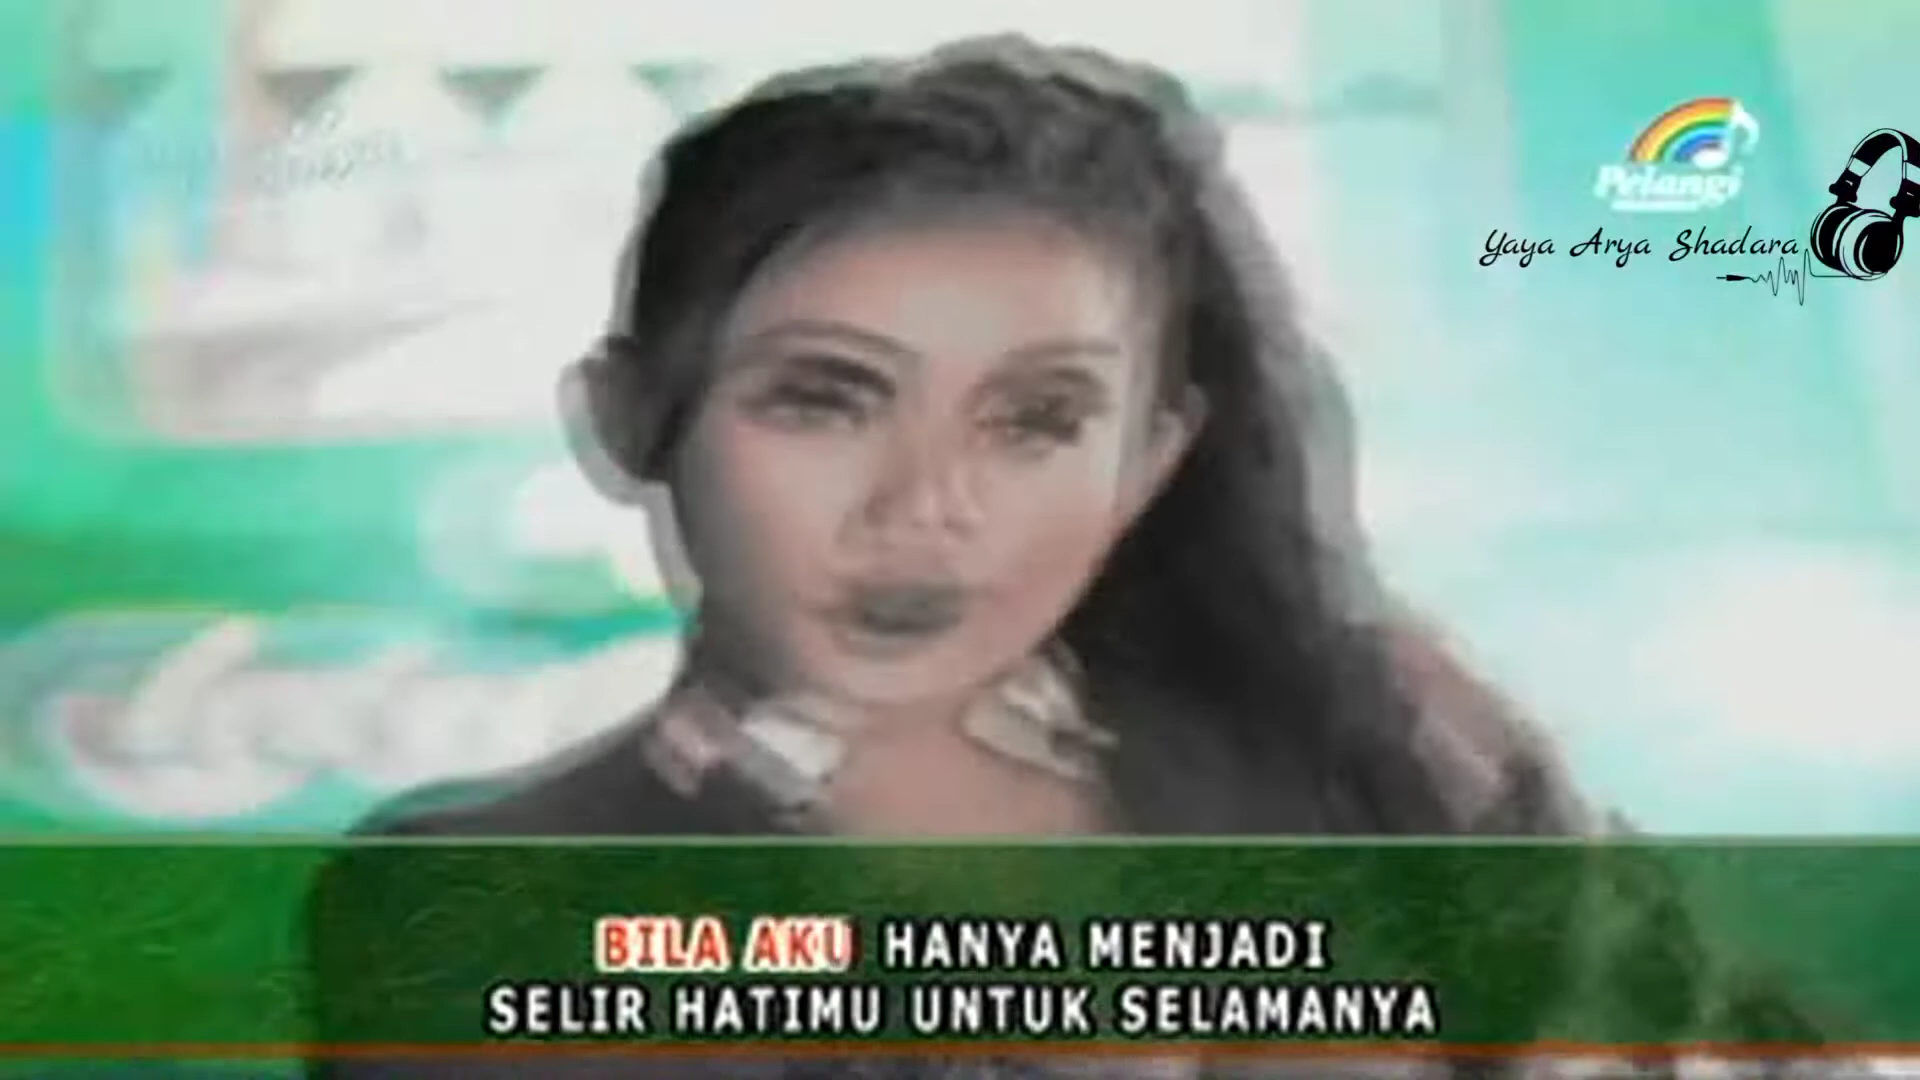 Pelangi
Yaya Arya Shadara
BILA AKU HANYA MENJADI
SELIR HATIMU UNTUK SELAMANYA